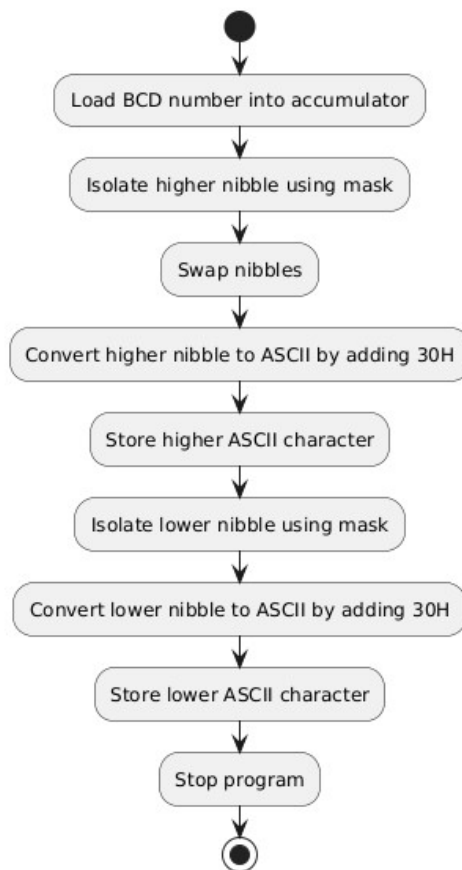 Load BCD number into accumulator
Isolate higher nibble using mask
Swap nibbles
Convert higher nibble to ASCII by adding 30H
Store higher ASCII character
Isolate lower nibble using mask
Convert lower nibble to ASCII by adding 30H
Store lower ASCII character
Stop program